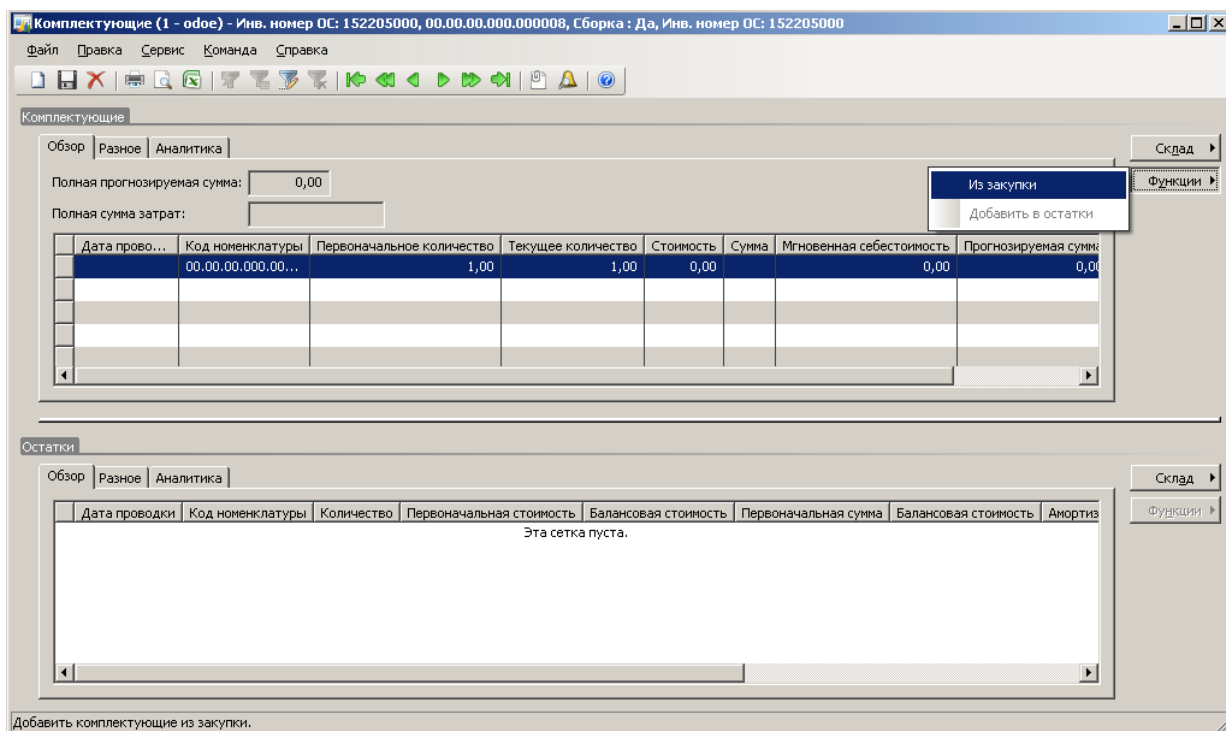 Комплектующие (1 - odoe) - Инв. номер ОС: 152205000, 00.00.00.000.000008, Сборка : Да, Инв. номер ОС: 152205000
Файл Правка Сервис Команда Справка
Комплектующие
Обзор Разное Аналитика Склад
Полная прогнозируемая сумма: 0,00 Из закупки Функции
Полная сумма затрат: Добавить в остатки
Дата прово... Код номенклатуры Первоначальное количество Текущее количество Стоимость Сумма Мгновенная себестоимость Прогнозируемая сумма
00.00.00.000.00... 1,00 1,00 0,00 0,00 0,00
Остатки
Обзор Разное Аналитика Склад
Дата проводки Код номенклатуры Количество Первоначальная стоимость Балансовая стоимость Первоначальная сумма Балансовая стоимость Амортиз Функции
Эта сетка пуста.
Добавить комплектующие из закупки.